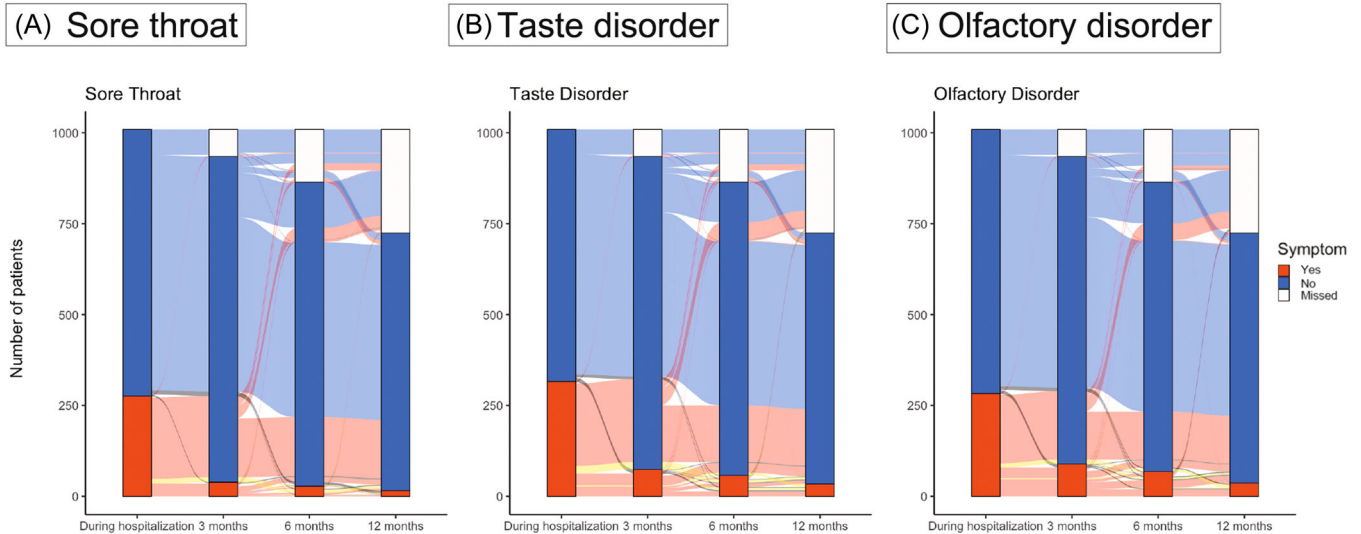 (A) Sore throat
(B) Taste disorder
(C) Olfactory disorder
Sore Throat
Taste Disorder
Olfactory Disorder
Number of patients
1000
750
500
250
0
During hospitalization 3 months 6 months 12 months
1000
750
500
250
0
During hospitalization 3 months 6 months 12 months
1000
750
500
250
0
During hospitalization 3 months 6 months 12 months
Symptom
Yes
No
Missed